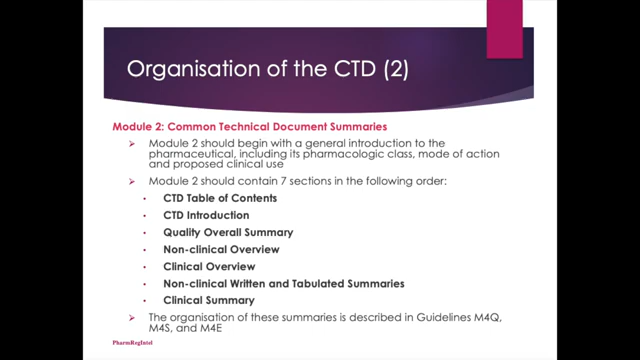 Organisation of the CTD (2)
Module 2: Common Technical Document Summaries
Module 2 should begin with a general introduction to the
pharmaceutical, including its pharmacologic class, mode of action
and proposed clinical use
Module 2 should contain 7 sections in the following order:
CTD Table of Contents
CTD Introduction
Quality Overall Summary
Non-clinical Overview
Clinical Overview
Non-clinical Written and Tabulated Summaries
Clinical Summary
The organisation of these summaries is described in Guidelines M4Q,
M4S, and M4E
PharmRegIntel